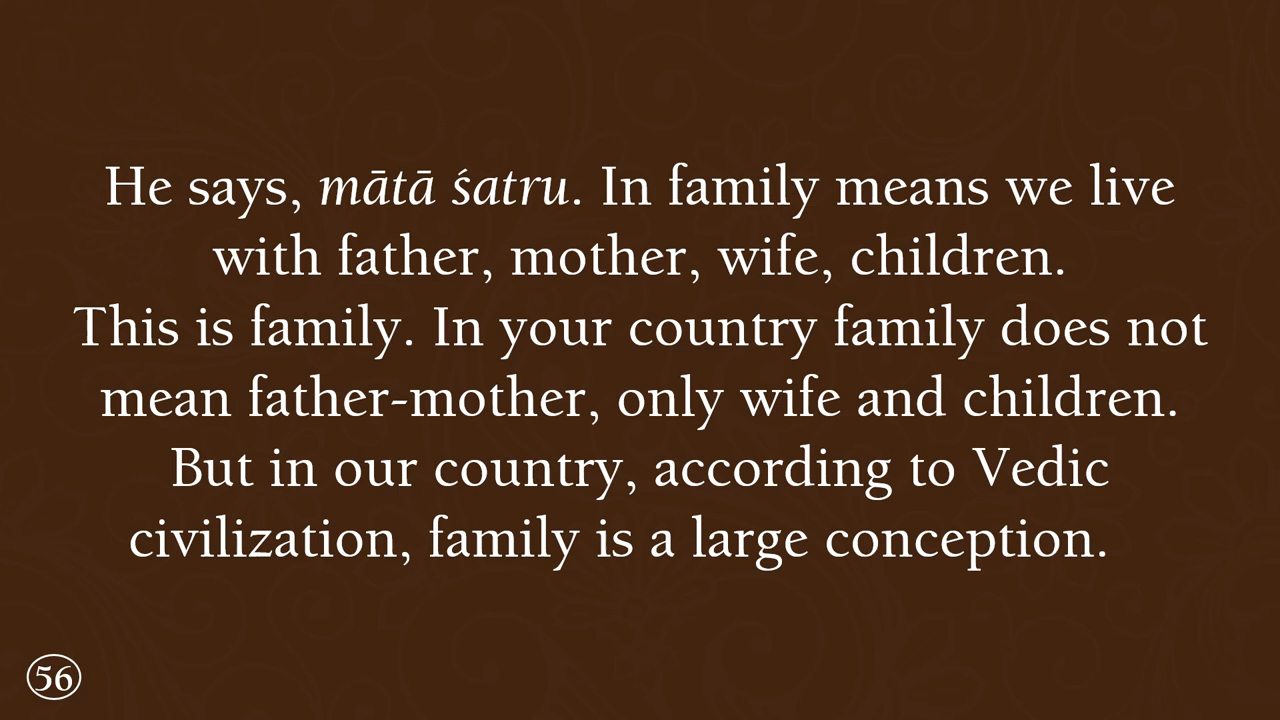 He says, mātā śatru. In family means we live
with father, mother, wife, children.
This is family. In your country family does not
mean father-mother, only wife and children.
But in our country, according to Vedic
civilization, family is a large conception.
56